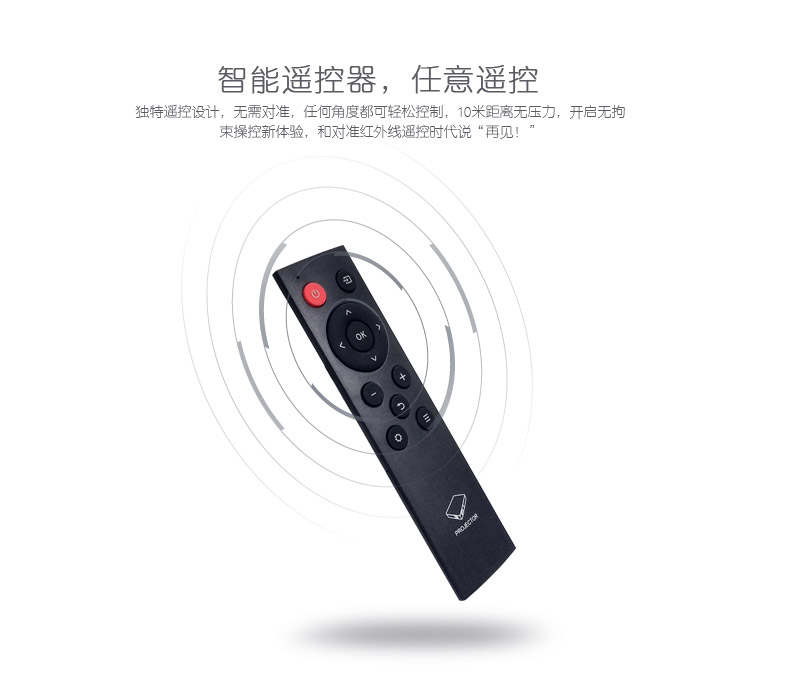 智能遥控器，任意遥控
独特遥控设计，无需对准，任何角度都可轻松控制，10米距离无压力，开启无拘
束操控新体验，和对准红外线遥控时代说“再见！”
OK
PROJECTOR